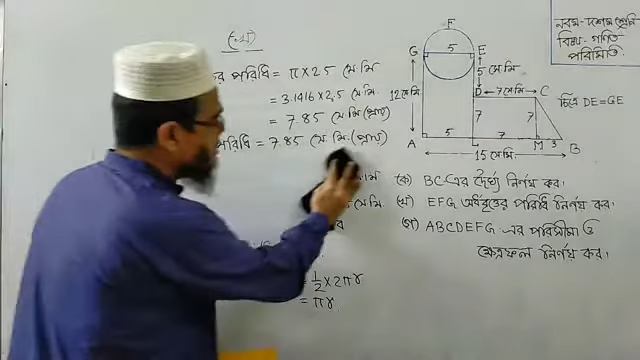 (খ)
নবম-দশম শ্রেণি
বিষয়-গণিত
পরিমিতি
র পরিধি = π×2.5 সে.মি
= 3.1416×2.5 সে.মি.
= 7.85 সে.মি(প্রায়)
পরিধি = 7.85 সে.মি.(প্রায়)
সে.মি.
= 1/2 × 2πr
= πr
F
G 5 E
5 সে.মি
D 7 সে.মি C
12 সে.মি
7 7
A 5 L M 3 B
15 সে.মি.
চিত্রে DE=GE
(ক) BC-এর দৈর্ঘ্য নির্ণয় কর।
(খ) EFG অর্ধবৃত্তের পরিধি নির্ণয় কর।
(গ) ABCDEFG এর পরিসীমা ও
ক্ষেত্রফল নির্ণয় কর।